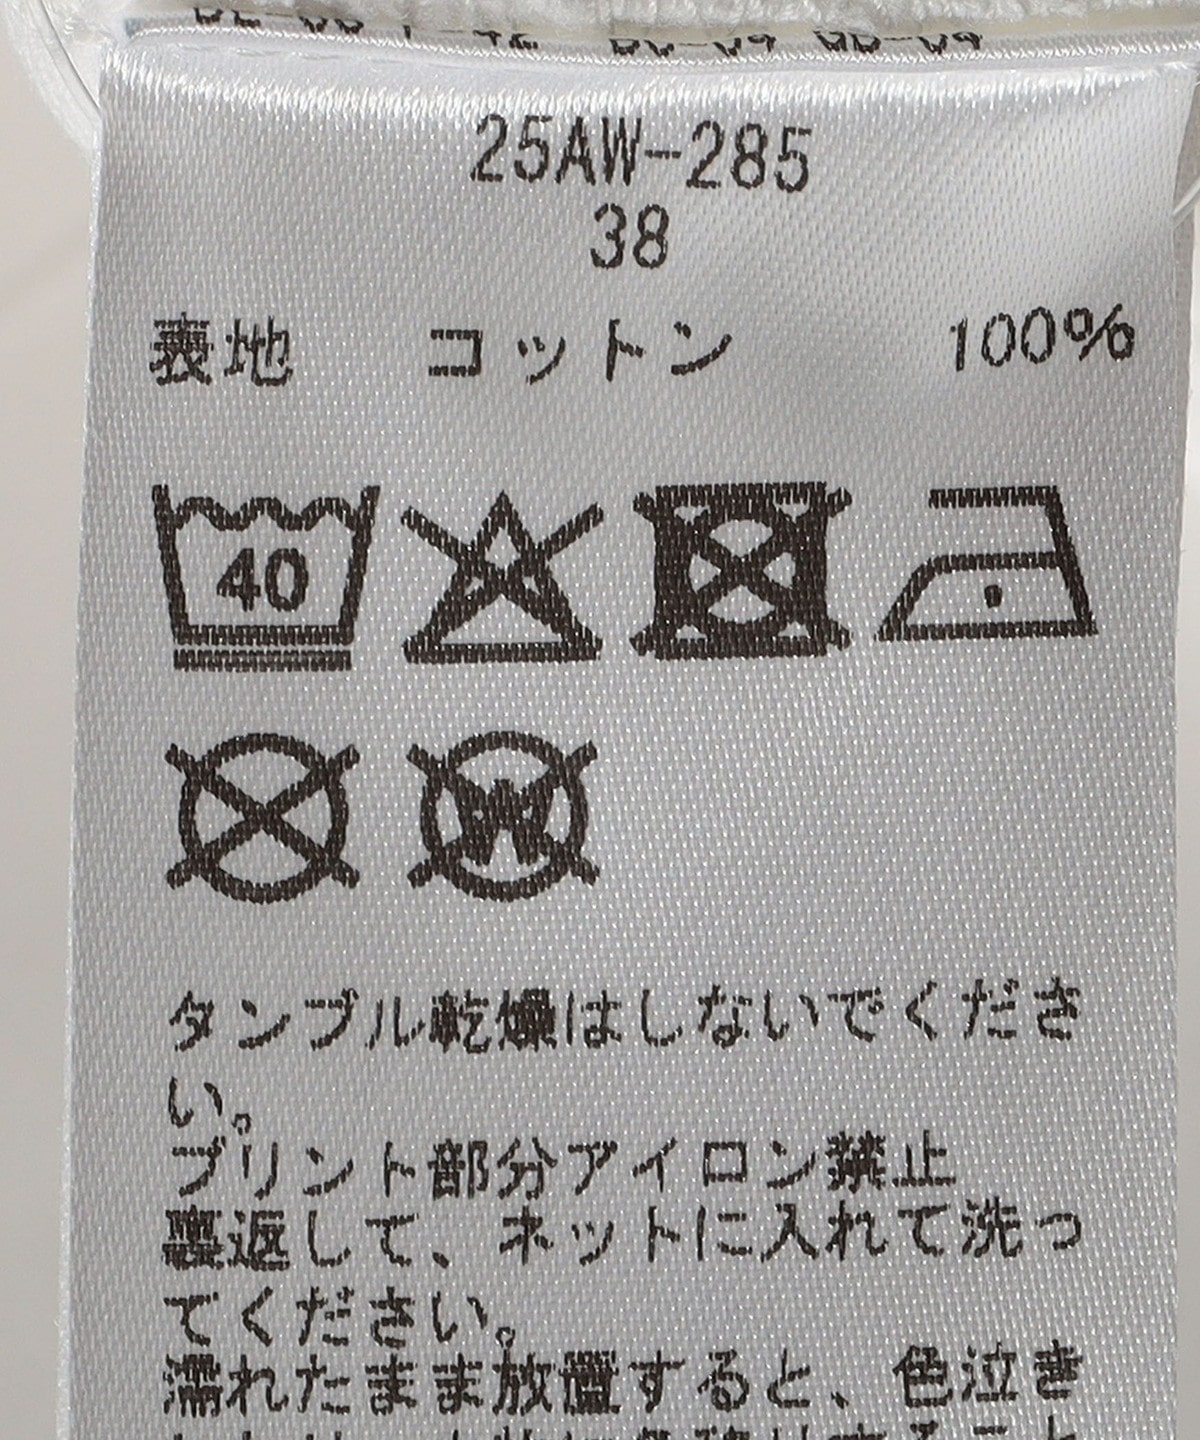 25AW-285
38
表地 コットン 100%
40
タンブル乾燥はしないでくださ
い。
プリント部分アイロン禁止
裏返して、ネットに入れて洗っ
てください。
濡れたまま放置すると、色泣き